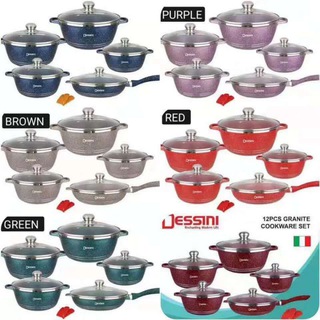 PURPLE
BROWN
RED
GREEN
JESSINI
12PCS GRANITE
COOKWARE SET